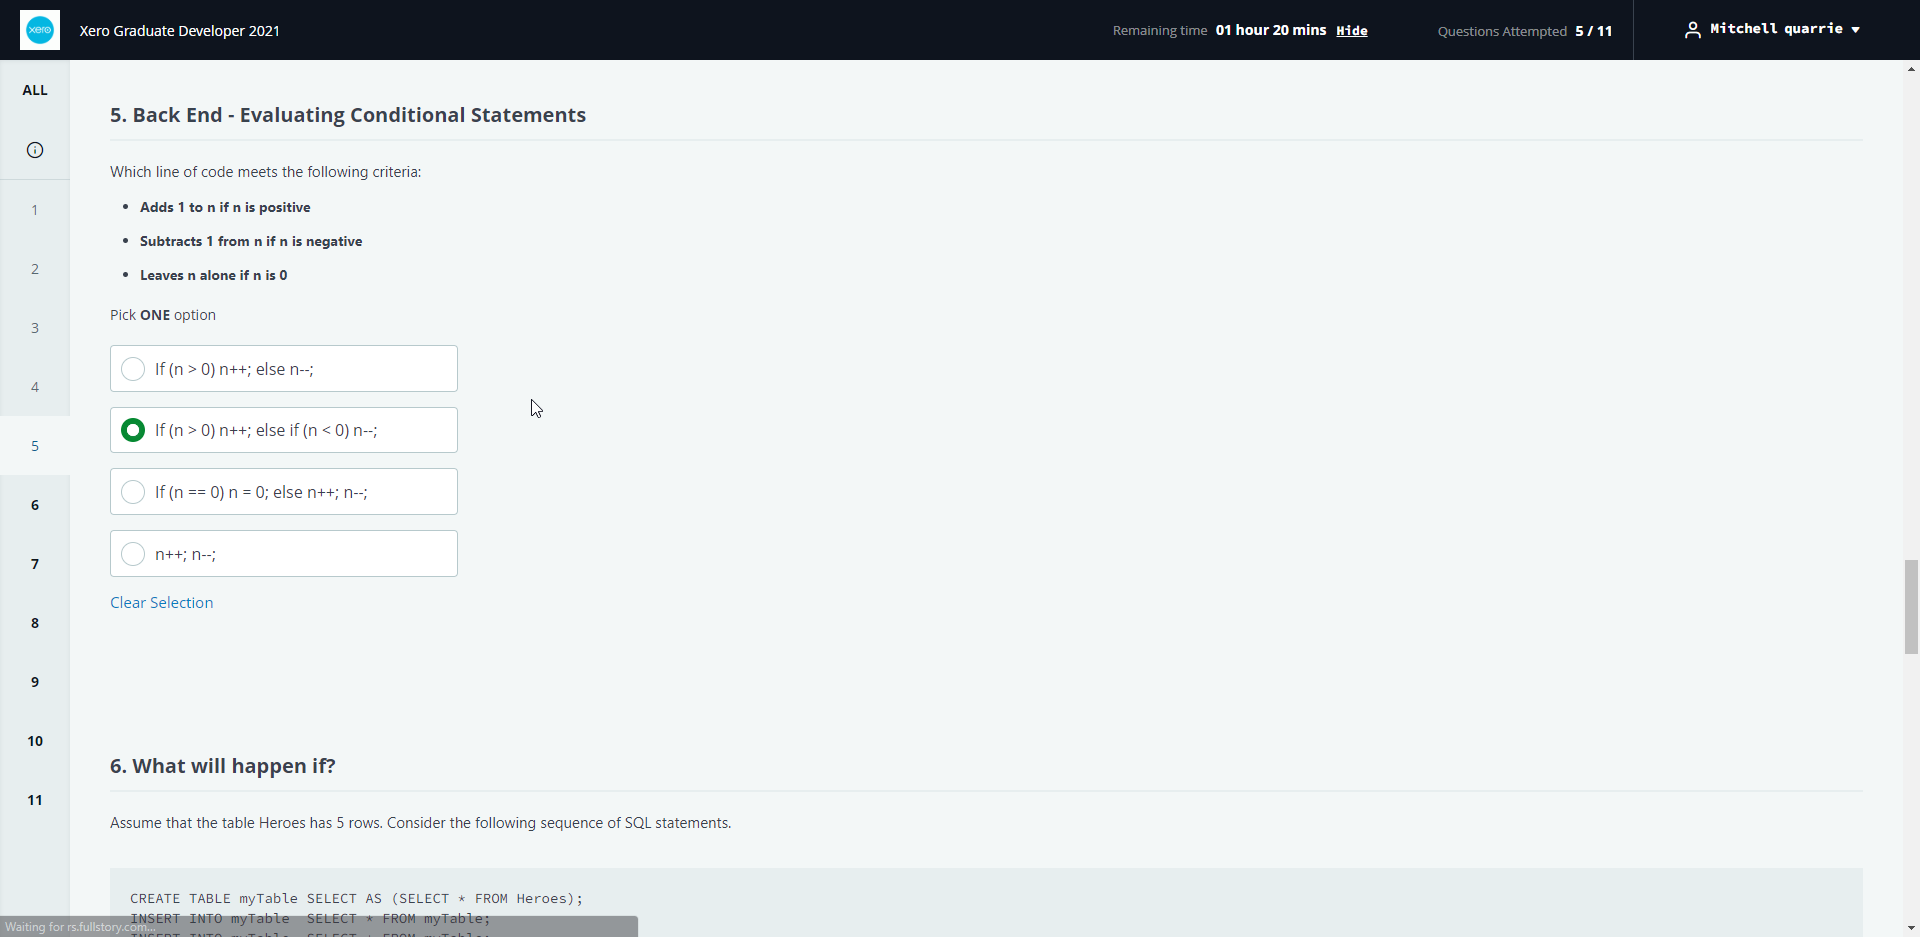 xero
Xero Graduate Developer 2021
Remaining time 01 hour 20 mins Hide
Questions Attempted 5 / 11
Mitchell quarrie
ALL
1
2
3
4
5
6
7
8
9
10
11
5. Back End - Evaluating Conditional Statements
Which line of code meets the following criteria:
• Adds 1 to n if n is positive
• Subtracts 1 from n if n is negative
• Leaves n alone if n is 0
Pick ONE option
If (n > 0) n++; else n--;
If (n > 0) n++; else if (n < 0) n--;
If (n == 0) n = 0; else n++; n--;
n++; n--;
Clear Selection
6. What will happen if?
Assume that the table Heroes has 5 rows. Consider the following sequence of SQL statements.
CREATE TABLE myTable SELECT AS (SELECT * FROM Heroes);
INSERT INTO myTable  SELECT * FROM myTable;
INSERT INTO myTable  SELECT * FROM myTable;
Waiting for rs.fullstory.com...